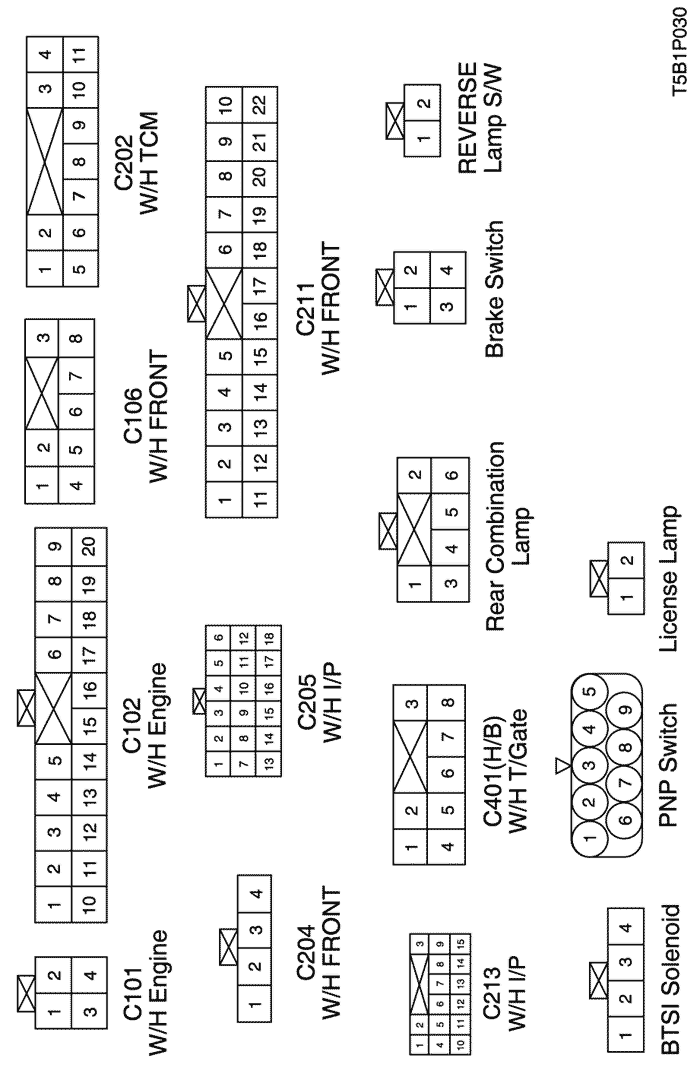 1 2
3 4
C101
W/H Engine
1 2 3 4 5 6 7 8 9
10 11 12 13 14 15 16 17 18 19 20
C102
W/H Engine
1 2 3
4 5 6 7 8
C106
W/H FRONT
1 2 3 4
5 6 7 8 9 10 11
C202
W/H TCM
1 2 3 4
C204
W/H FRONT
1 2 3 4 5 6
7 8 9 10 11 12
13 14 15 16 17 18
C205
W/H I/P
1 2 3 4 5 6 7 8 9 10
11 12 13 14 15 16 17 18 19 20 21 22
C211
W/H FRONT
1 2 3
4 5 6 7 8 9
10 11 12 13 14 15
C213
W/H I/P
1 2 3
4 5 6 7 8
C401(H/B)
W/H T/Gate
1 2
3 4 5 6
Rear Combination
Lamp
1 2
3 4
Brake Switch
1 2
REVERSE
Lamp S/W
1 2 3 4
BTSI Solenoid
1 2 3 4 5
6 7 8 9
PNP Switch
1 2
License Lamp
T5B1P030